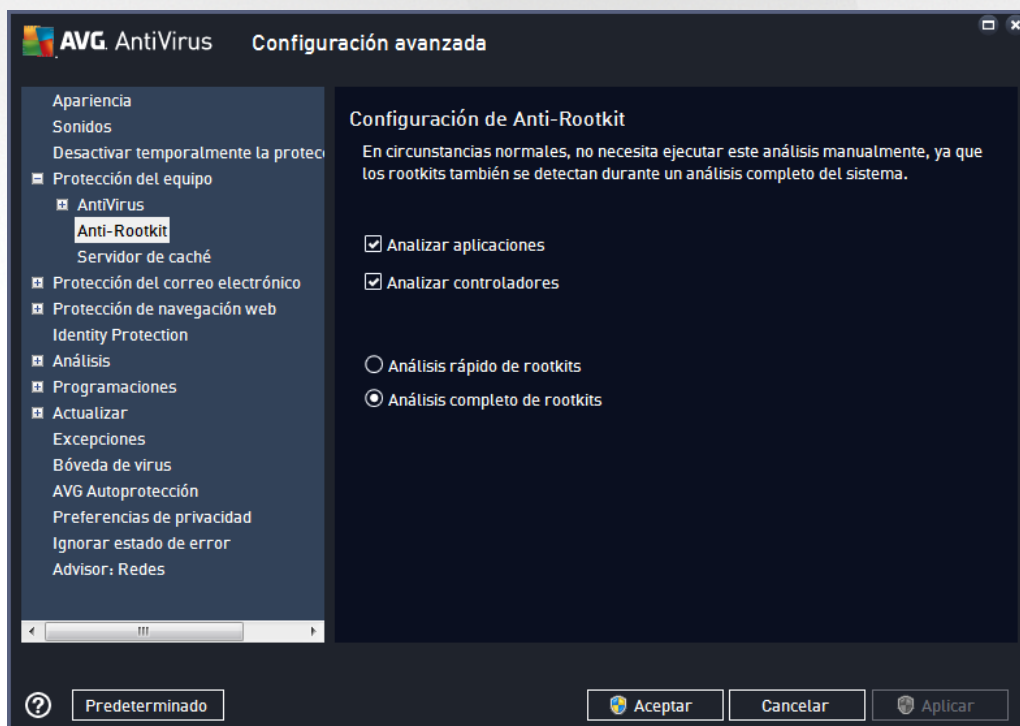 AVG. AntiVirus
Configuración avanzada
Apariencia
Sonidos
Desactivar temporalmente la protec
Protección del equipo
AntiVirus
Anti-Rootkit
Servidor de caché
Protección del correo electrónico
Protección de navegación web
Identity Protection
Análisis
Programaciones
Actualizar
Excepciones
Bóveda de virus
AVG Autoprotección
Preferencias de privacidad
Ignorar estado de error
Advisor: Redes
Configuración de Anti-Rootkit
En circunstancias normales, no necesita ejecutar este análisis manualmente, ya que
los rootkits también se detectan durante un análisis completo del sistema.
Analizar aplicaciones
Analizar controladores
Análisis rápido de rootkits
Análisis completo de rootkits
Predeterminado
Aceptar
Cancelar
Aplicar